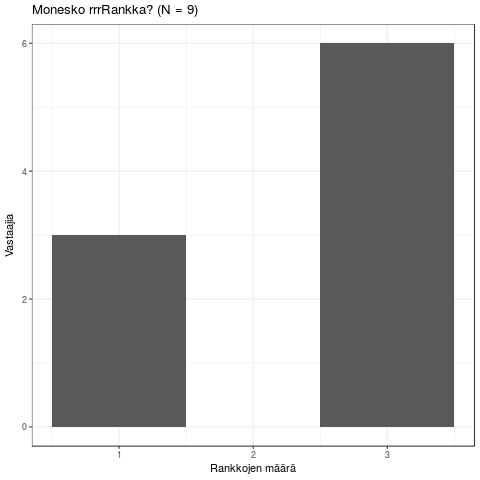 Monesko rrrRankka? (N = 9)
6
4
2
0
Vastaajia
1 2 3
Rankkojen määrä